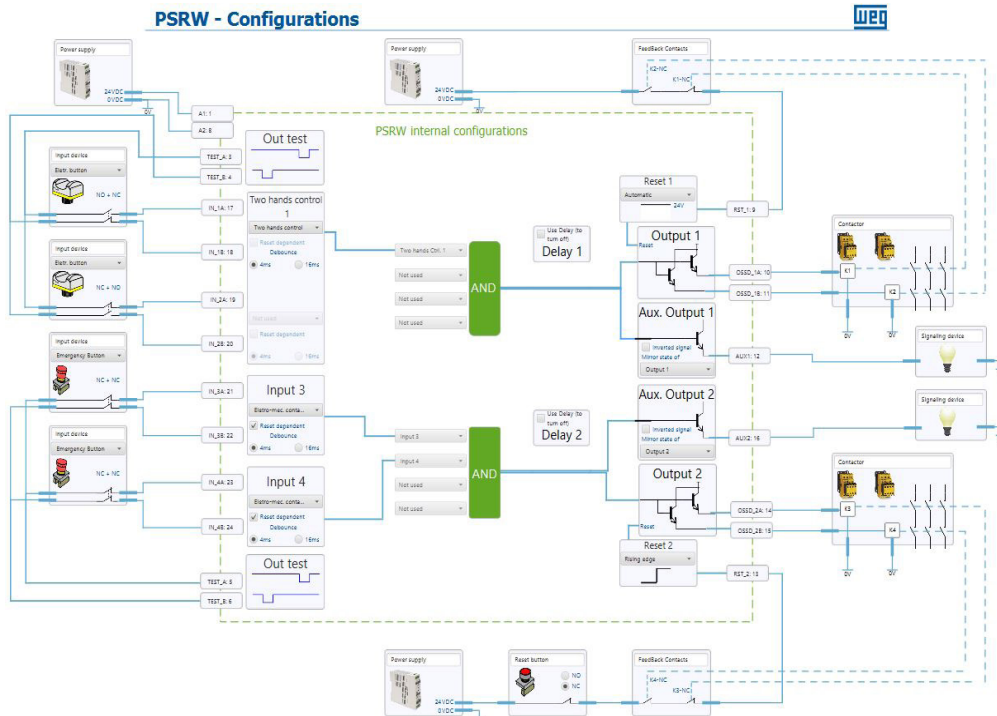 PSRW - Configurations
WEG
Power supply
24VDC
0VDC
0V
Power supply
24VDC
0VDC
0V
FeedBack Contacts
K2-NC
K1-NC
PSRW internal configurations
A1: 1
A2: 8
TEST_A: 3
TEST_B: 4
Out test
Input device
Eletr. button
NO + NC
IN_1A: 17
IN_1B: 18
Two hands control
1
Two hands control
Reset dependent
Debounce
4ms
16ms
Input device
Eletr. button
NC + NO
IN_2A: 19
IN_2B: 20
Not used
Reset dependent
4ms
16ms
Two hands Ctrl. 1
Not used
Not used
Not used
AND
Use Delay (to
turn off)
Delay 1
Reset 1
Automatic
24V
RST_1: 9
Reset
Output 1
OSSD_1A: 10
OSSD_1B: 11
Contactor
K1
K2
0V
0V
Aux. Output 1
Inverted signal
Mirror state of
Output 1
AUX1: 12
Signaling device
Input device
Emergency Button
NC + NC
IN_3A: 21
IN_3B: 22
Input 3
Eletro-mac. conta...
Reset dependent
Debounce
4ms
16ms
Input device
Emergency Button
NC + NC
IN_4A: 23
IN_4B: 24
Input 4
Eletro-mac. conta...
Reset dependent
Debounce
4ms
16ms
Input 3
Input 4
Not used
Not used
AND
Use Delay (to
turn off)
Delay 2
Aux. Output 2
Inverted signal
Mirror state of
Output 2
AUX2: 16
Signaling device
Output 2
Reset
OSSD_2A: 14
OSSD_2B: 15
Contactor
K3
K4
0V
0V
Reset 2
Rising edge
RST_2: 13
Out test
TEST_A: 5
TEST_B: 6
Power supply
24VDC
0VDC
Reset button
NO
NC
FeedBack Contacts
K4-NC
K3-NC